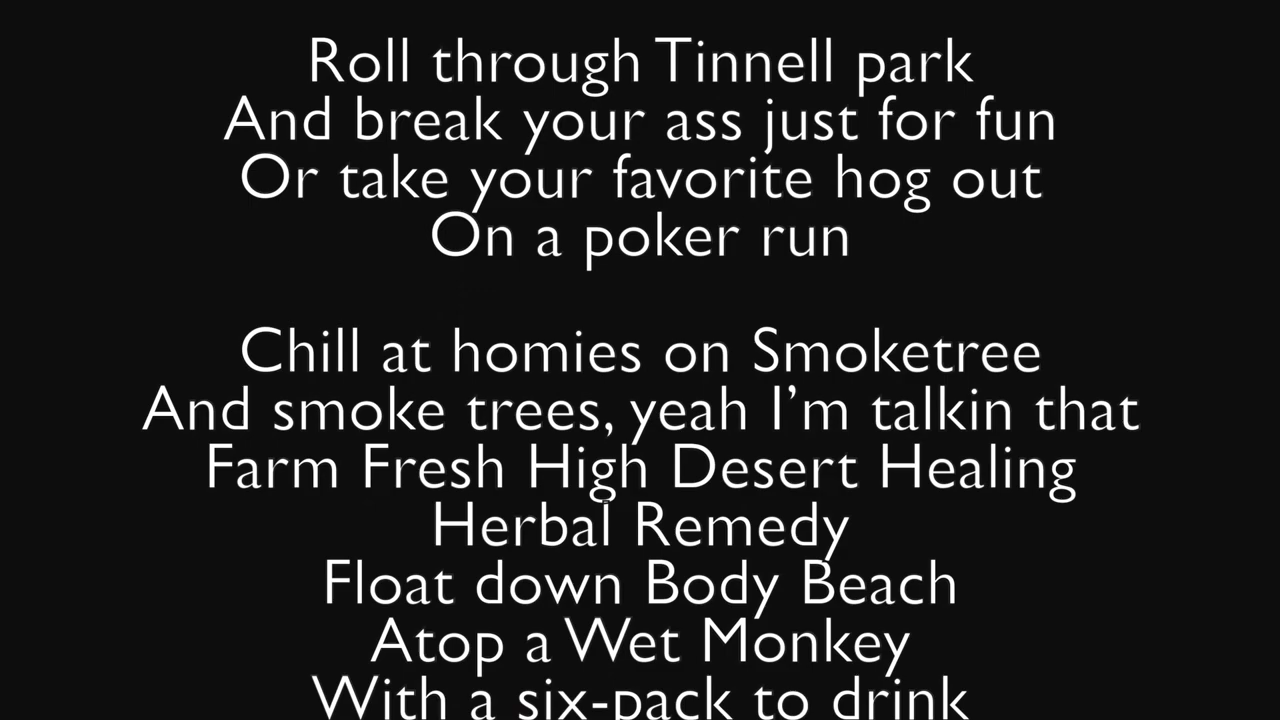 Roll through Tinnell park
And break your ass just for fun
Or take your favorite hog out
On a poker run
Chill at homies on Smoketree
And smoke trees, yeah I’m talkin that
Farm Fresh High Desert Healing
Herbal Remedy
Float down Body Beach
Atop a Wet Monkey
With a six-pack to drink